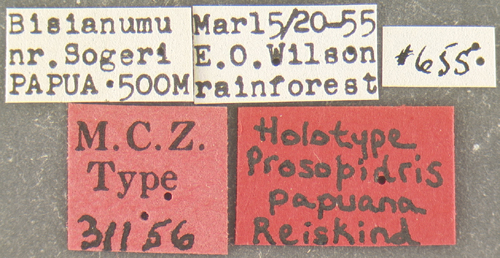 Bisianumu
nr. Sogeri
PAPUA·500M
Mar15/20-55
E.O.Wilson
rainforest
#655
M.C.Z.
Type
31156
Holotype
Prosopidris
papuana
Reiskind